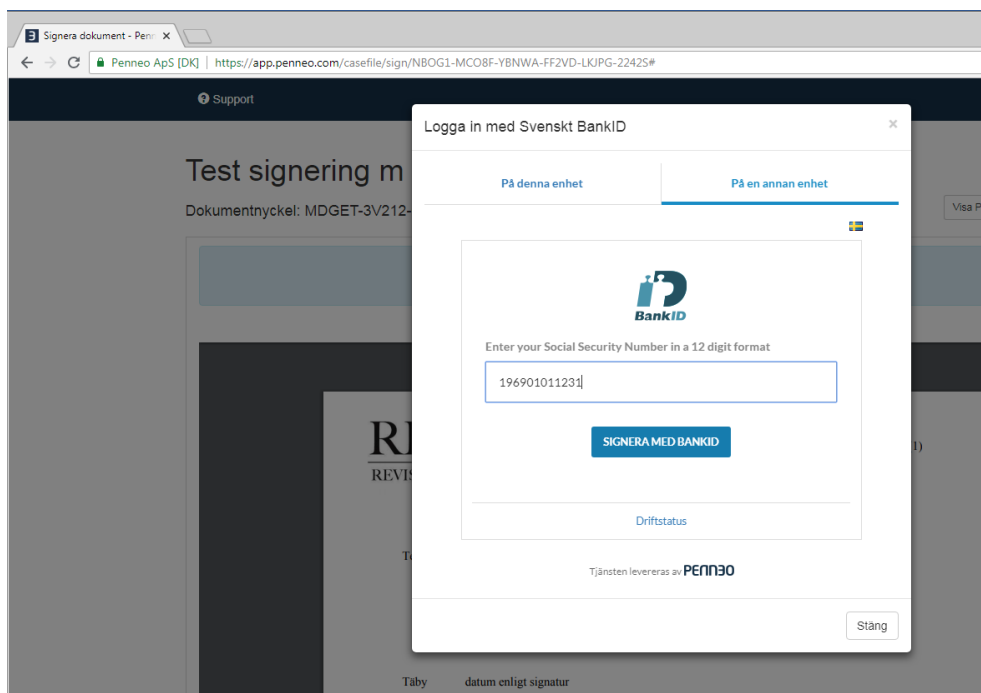 Signera dokument - Penn
Penneo ApS [DK] | https://app.penneo.com/casefile/sign/NBOG1-MCO8F-YBNWA-FF2VD-LKJPG-2242S#
Support
Logga in med Svenskt BankID
×
Test signering m
På denna enhet
På en annan enhet
Dokumentnyckel: MDGET-3V212-
Visa P
BankID
Enter your Social Security Number in a 12 digit format
196901011231
SIGNERA MED BANKID
1)
REVIS
Driftstatus
Tjänsten levereras av PENNEO
Stäng
Täby datum enligt signatur